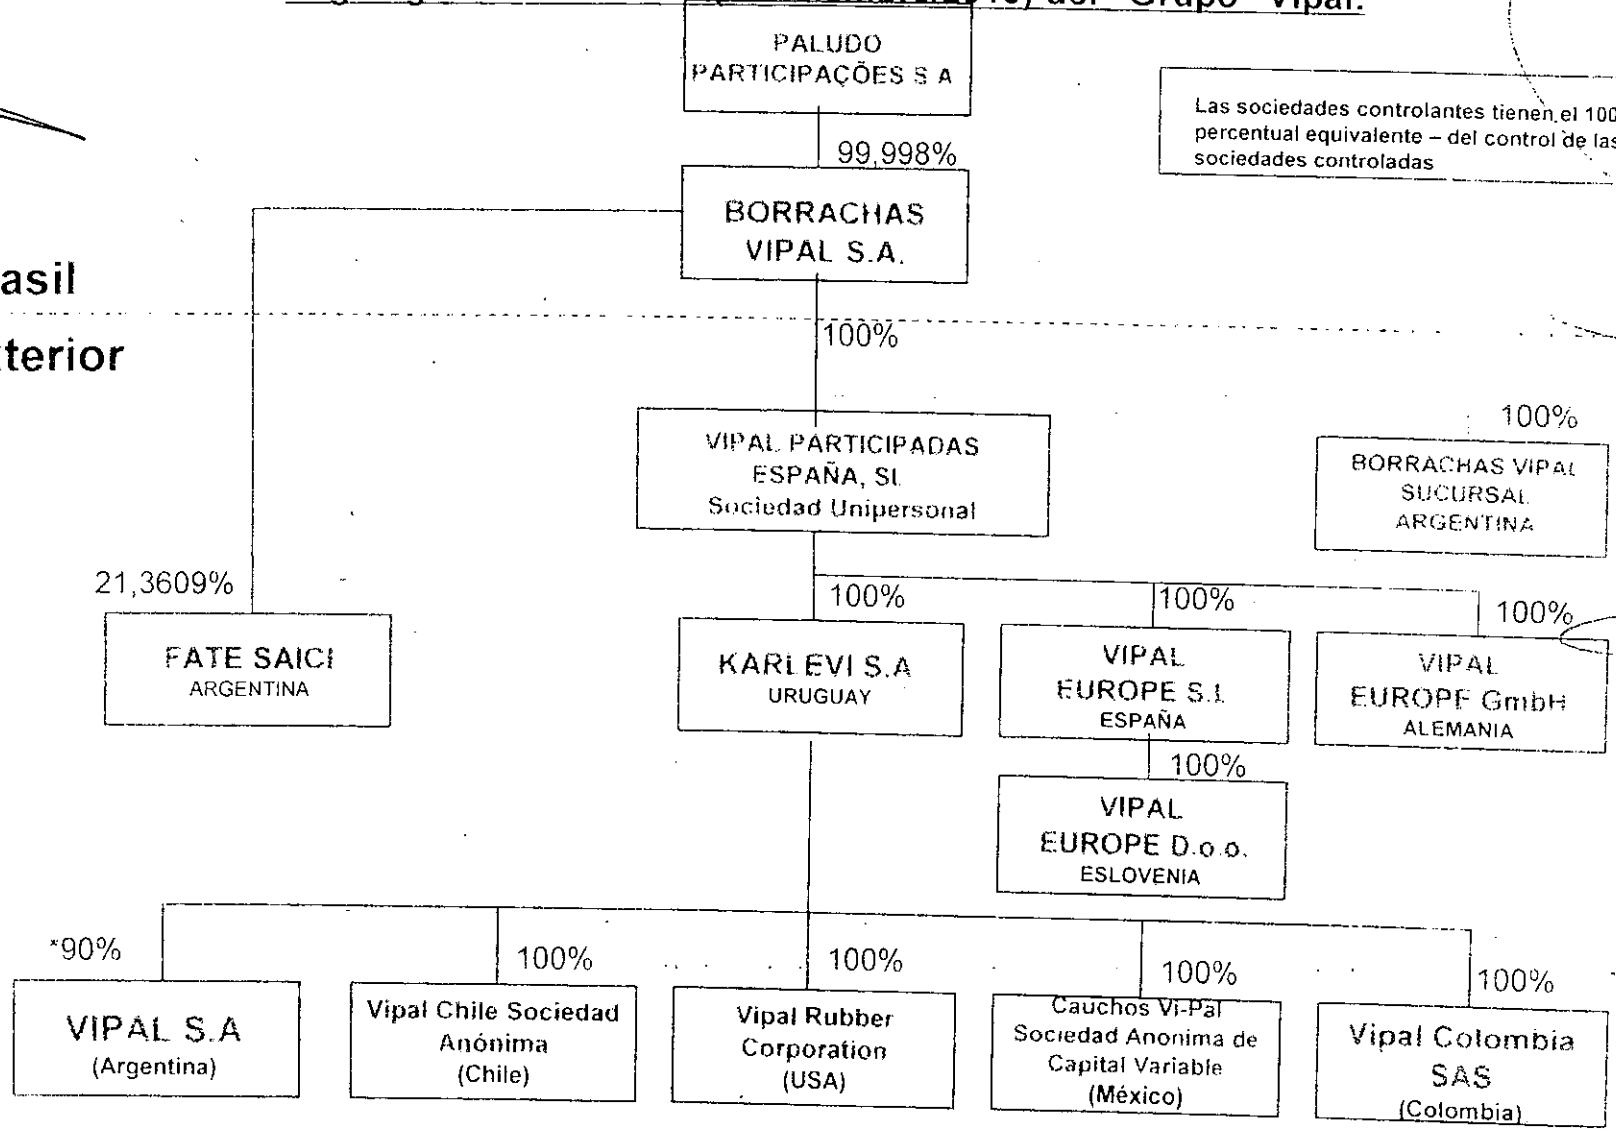 del "Grupo" Vipal.
PALUDO
PARTICIPAÇÕES S A
Las sociedades controlantes tienen el 100
percentual equivalente – del control de las
sociedades controladas
99,998%
BORRACHAS
VIPAL S.A.
asil
terior
100%
VIPAL PARTICIPADAS
ESPAÑA, SL
Sociedad Unipersonal
100%
BORRACHAS VIPAL
SUCURSAL
ARGENTINA
21,3609%
FATE SAICI
ARGENTINA
100%
KARLEVI S.A
URUGUAY
100%
VIPAL
EUROPE S.L
ESPAÑA
100%
VIPAL
EUROPE GmbH
ALEMANIA
100%
VIPAL
EUROPE D.o.o.
ESLOVENIA
*90%
VIPAL S.A
(Argentina)
100%
Vipal Chile Sociedad
Anónima
(Chile)
100%
Vipal Rubber
Corporation
(USA)
100%
Cauchos Vi-Pal
Sociedad Anonima de
Capital Variable
(México)
100%
Vipal Colombia
SAS
(Colombia)